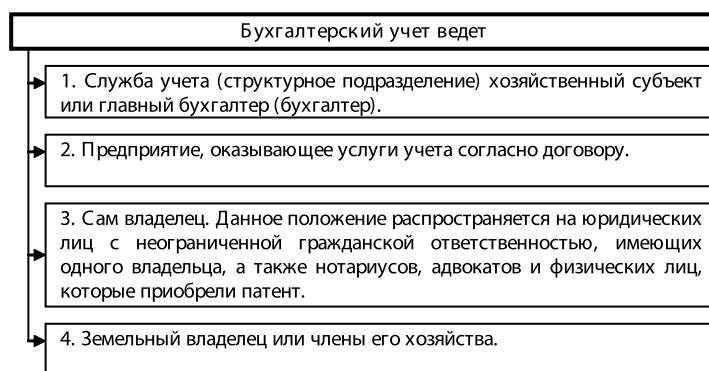 Бухгалтерский учет ведет
1. Служба учета (структурное подразделение) хозяйственный субъект
или главный бухгалтер (бухгалтер).
2. Предприятие, оказывающее услуги учета согласно договору.
3. Сам владелец. Данное положение распространяется на юридических
лиц с неограниченной гражданской ответственностью, имеющих
одного владельца, а также нотариусов, адвокатов и физических лиц,
которые приобрели патент.
4. Земельный владелец или члены его хозяйства.